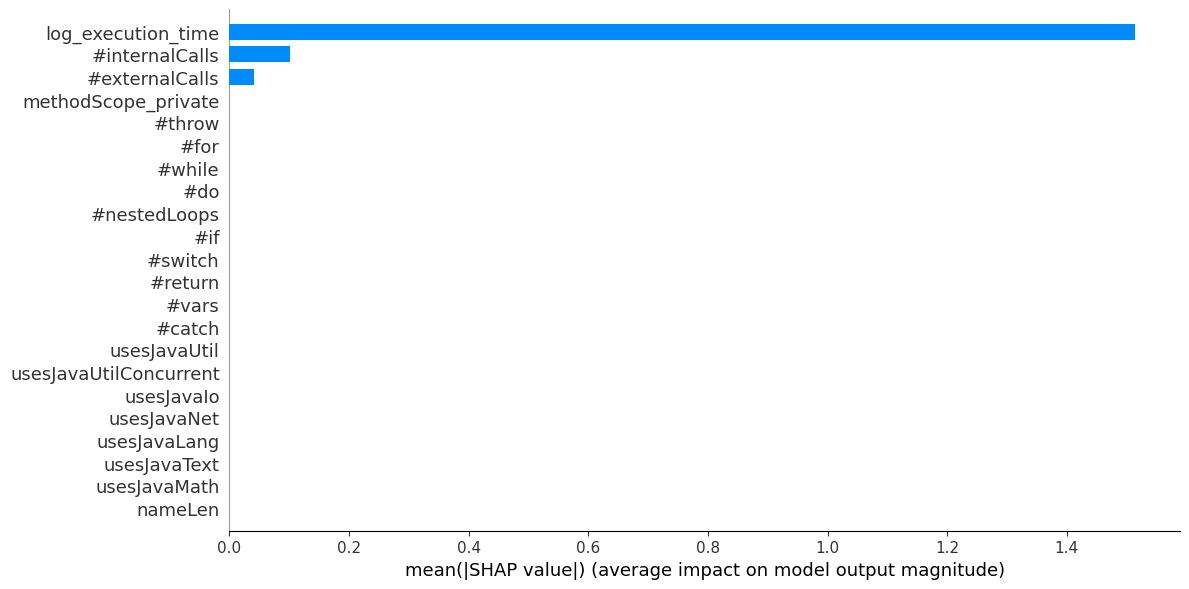 log_execution_time
#internalCalls
#externalCalls
methodScope_private
#throw
#for
#while
#do
#nestedLoops
#if
#switch
#return
#vars
#catch
usesJavaUtil
usesJavaUtilConcurrent
usesJavaIo
usesJavaNet
usesJavaLang
usesJavaText
usesJavaMath
nameLen
0.0 0.2 0.4 0.6 0.8 1.0 1.2 1.4
mean(|SHAP value|) (average impact on model output magnitude)